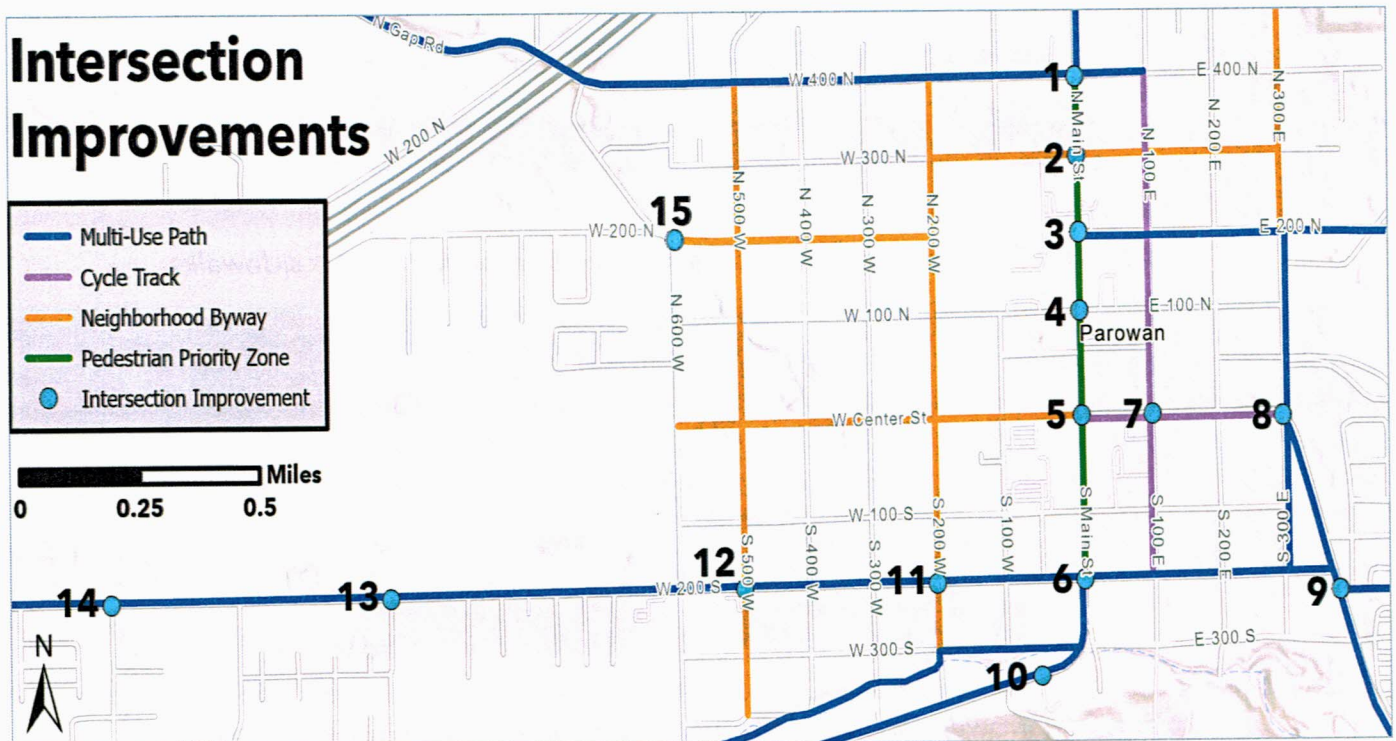 Intersection
Improvements
Multi-Use Path
Cycle Track
Neighborhood Byway
Pedestrian Priority Zone
Intersection Improvement
Miles
0 0.25 0.5
N
N Gap Rd
W 200 N
W 400 N
E 400 N
W 300 N
W 200 N
E 200 N
W 100 N
E 100 N
Parowan
W Center St
W 100 S
W 200 S
W 300 S
E 300 S
N 600 W
N 500 W
N 400 W
N 300 W
N 200 W
N Main St
N 100 E
N 200 E
N 300 E
S 500 W
S 400 W
S 300 W
S 200 W
S 100 W
S Main St
S 100 E
S 200 E
S 300 E
1
2
3
4
5
6
7
8
9
10
11
12
13
14
15